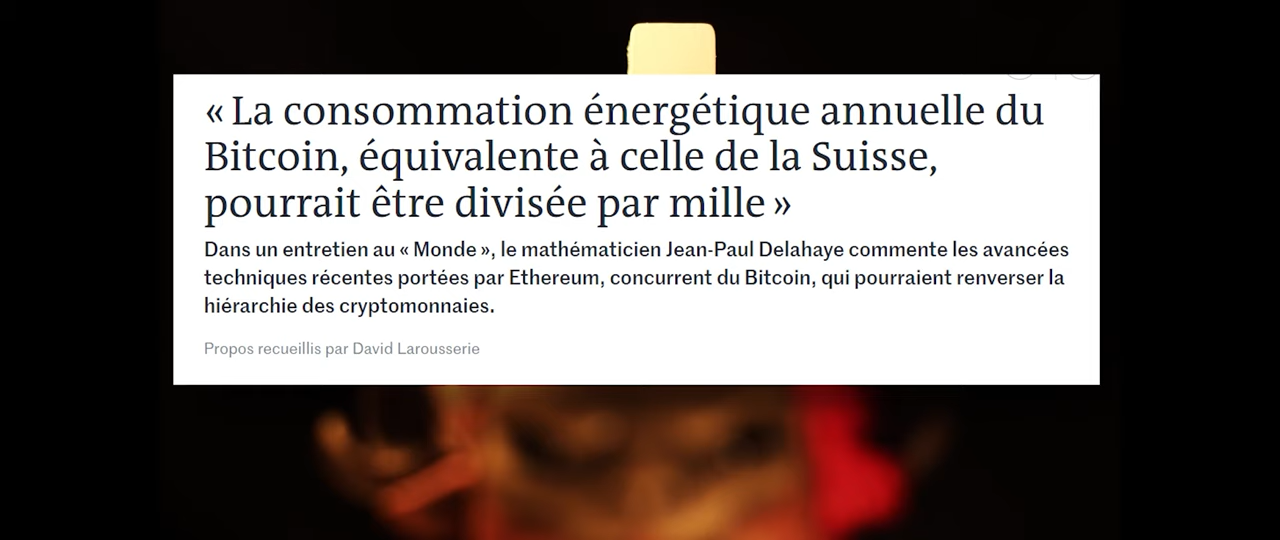 « La consommation énergétique annuelle du
Bitcoin, équivalente à celle de la Suisse,
pourrait être divisée par mille »
Dans un entretien au « Monde », le mathématicien Jean-Paul Delahaye commente les avancées
techniques récentes portées par Ethereum, concurrent du Bitcoin, qui pourraient renverser la
hiérarchie des cryptomonnaies.
Propos recueillis par David Larousserie